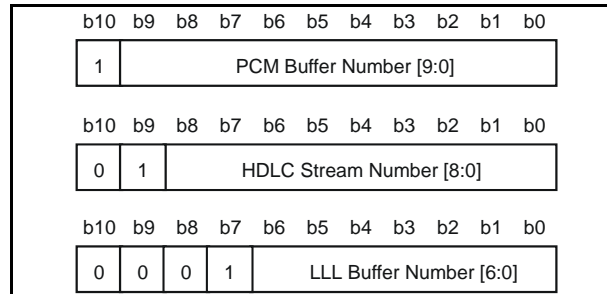 b10 b9 b8 b7 b6 b5 b4 b3 b2 b1 b0
1 PCM Buffer Number [9:0]
b10 b9 b8 b7 b6 b5 b4 b3 b2 b1 b0
0 1 HDLC Stream Number [8:0]
b10 b9 b8 b7 b6 b5 b4 b3 b2 b1 b0
0 0 0 1 LLL Buffer Number [6:0]